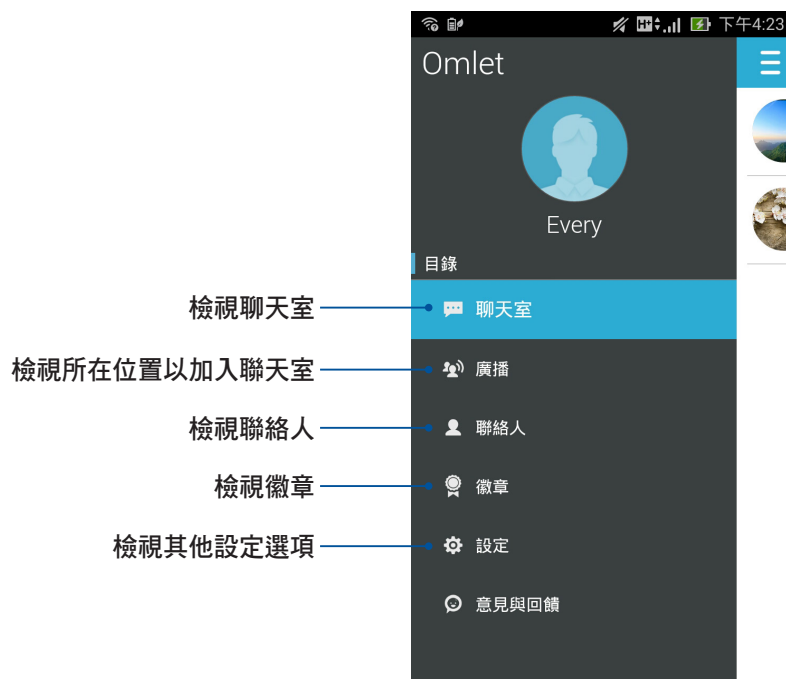 下午4:23
Omlet
Every
目錄
檢視聊天室
聊天室
檢視所在位置以加入聯天室
廣播
檢視聯絡人
聯絡人
檢視徽章
徽章
檢視其他設定選項
設定
意見與回饋